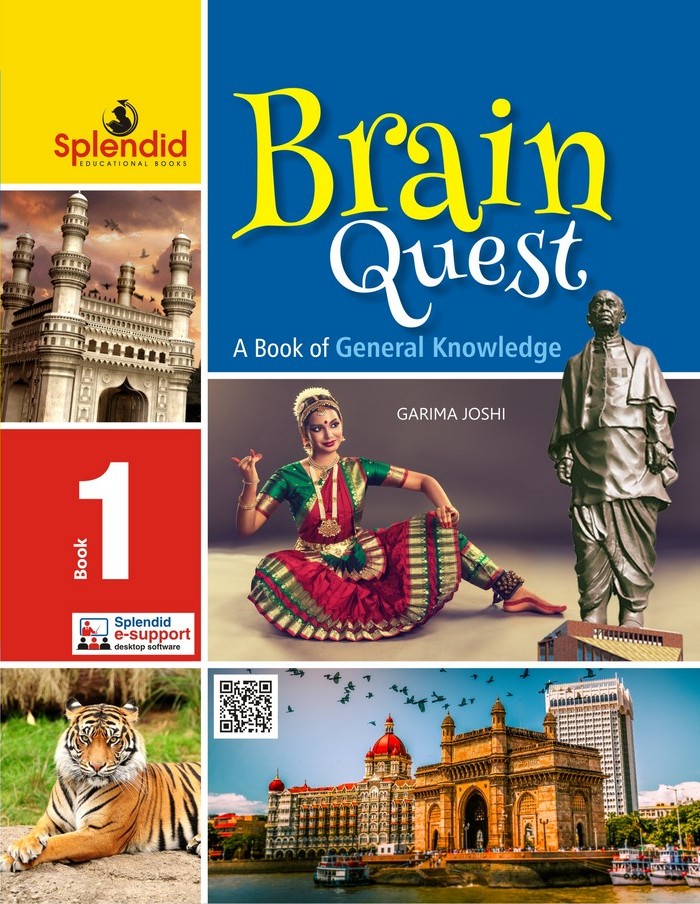 Splendid
EDUCATIONAL BOOKS
Brain
Quest
A Book of General Knowledge
GARIMA JOSHI
Book
1
Splendid
e-support
desktop software